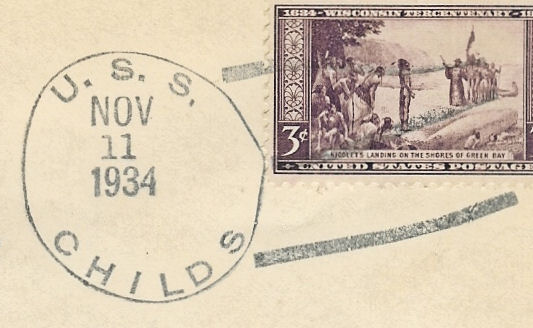 U. S. S.
NOV
11
1934
CHILDS
1634-WISCONSIN TERCENTENARY-1
3¢
NICOLET'S LANDING ON THE SHORES OF GREEN BAY
UNITED STATES POSTAGE